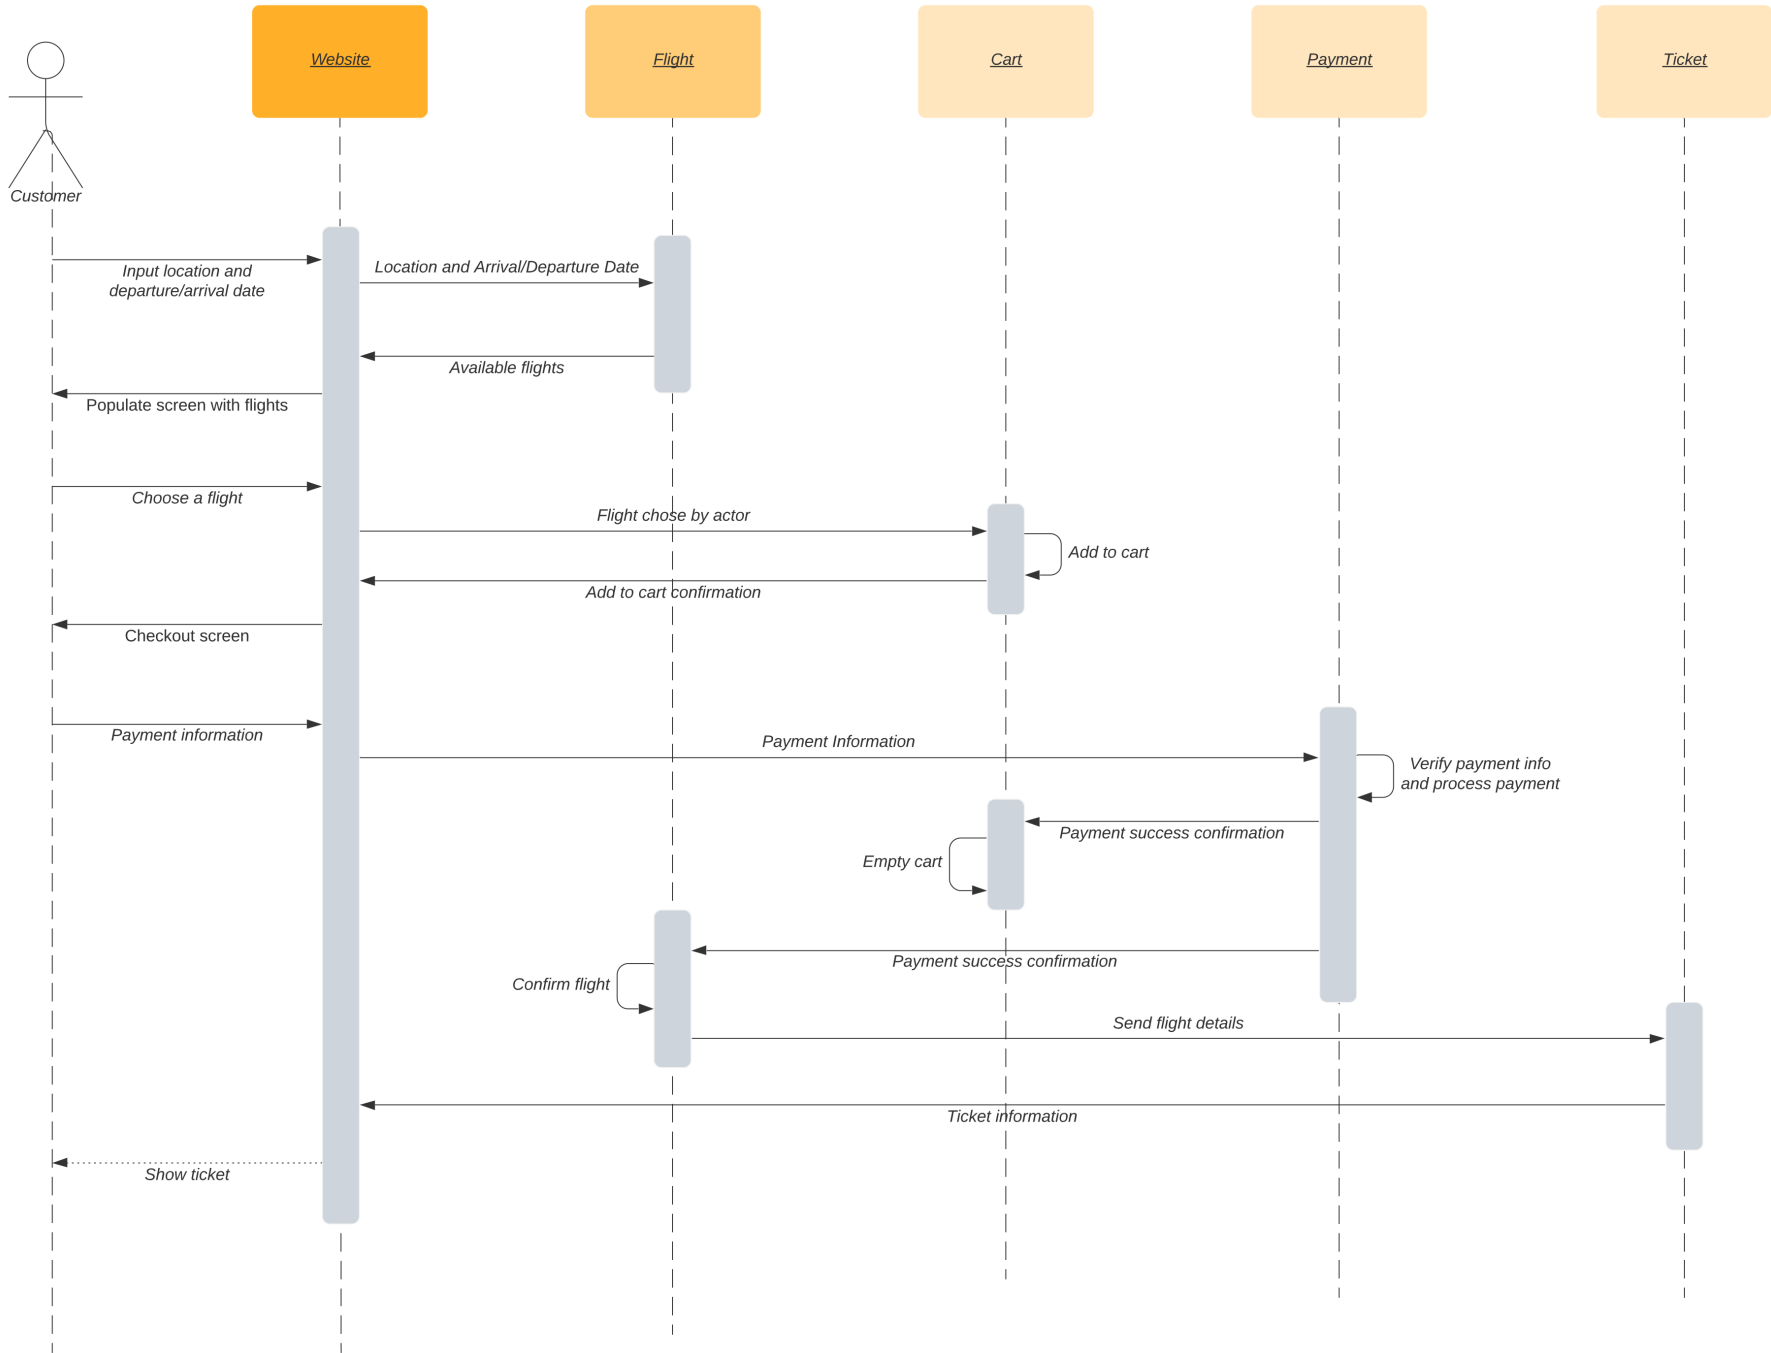 Website
Flight
Cart
Payment
Ticket
Customer
Input location and
departure/arrival date
Location and Arrival/Departure Date
Available flights
Populate screen with flights
Choose a flight
Flight chose by actor
Add to cart
Add to cart confirmation
Checkout screen
Payment information
Payment Information
Verify payment info
and process payment
Payment success confirmation
Empty cart
Payment success confirmation
Confirm flight
Send flight details
Ticket information
Show ticket